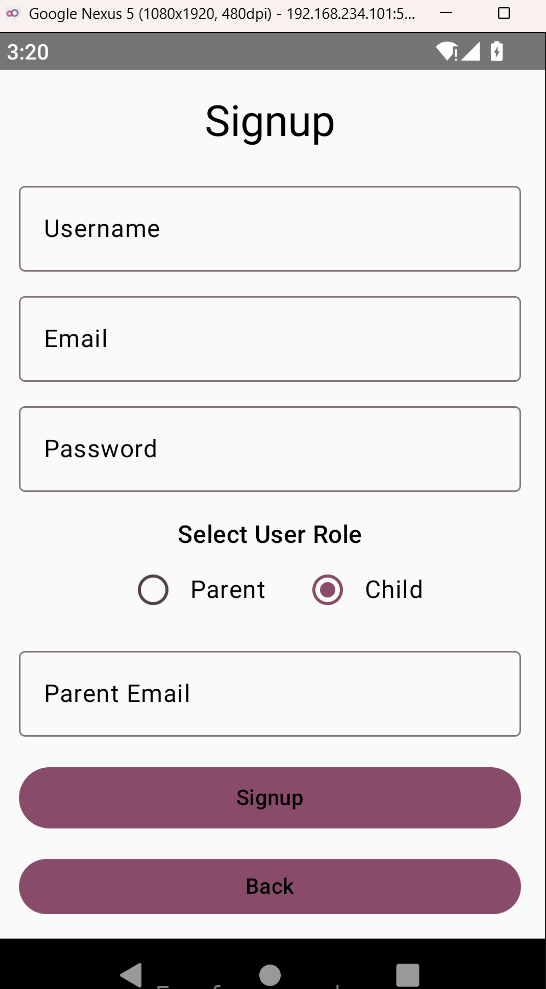 Google Nexus 5 (1080x1920, 480dpi) - 192.168.234.101:5...
3:20
Signup
Username
Email
Password
Select User Role
Parent Child
Parent Email
Signup
Back